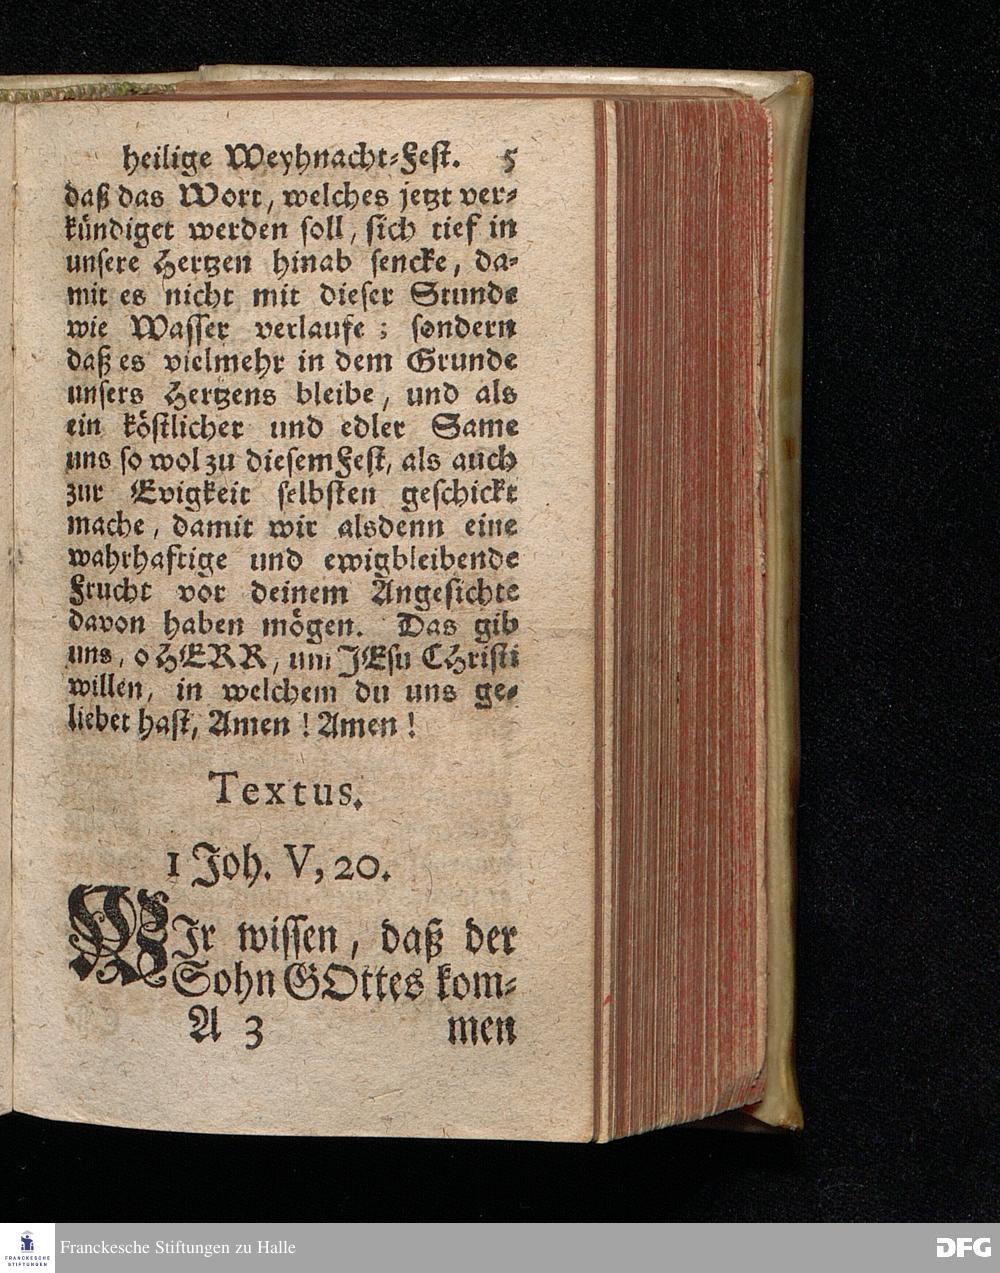 heilige Weyhnacht-Fest. 5
daß das Wort, welches jetzt ver-
kündiget werden soll, sich tief in
unsere Hertzen hinab sencke, da-
mit es nicht mit dieser Stunde
wie Wasser verlaufe; sondern
daß es vielmehr in dem Grunde
unsers Hertzens bleibe, und als
ein köstlicher und edler Same
uns so wol zu diesem Fest, als auch
zur Evigkeit selbsten geschickt
mache, damit wir alsdenn eine
wahrhaftige und ewigbleibende
Frucht vor deinem Angesichte
davon haben mögen. Das gib
uns, o HERR, um JEsu CHristi
willen, in welchem du uns ge-
liebet hast, Amen! Amen!
Textus.
1 Joh. V, 20.
WIr wissen, daß der
Sohn GOttes kom-
A 3 men
FRANCKESCHE
STIFTUNGEN
Franckesche Stiftungen zu Halle
DFG